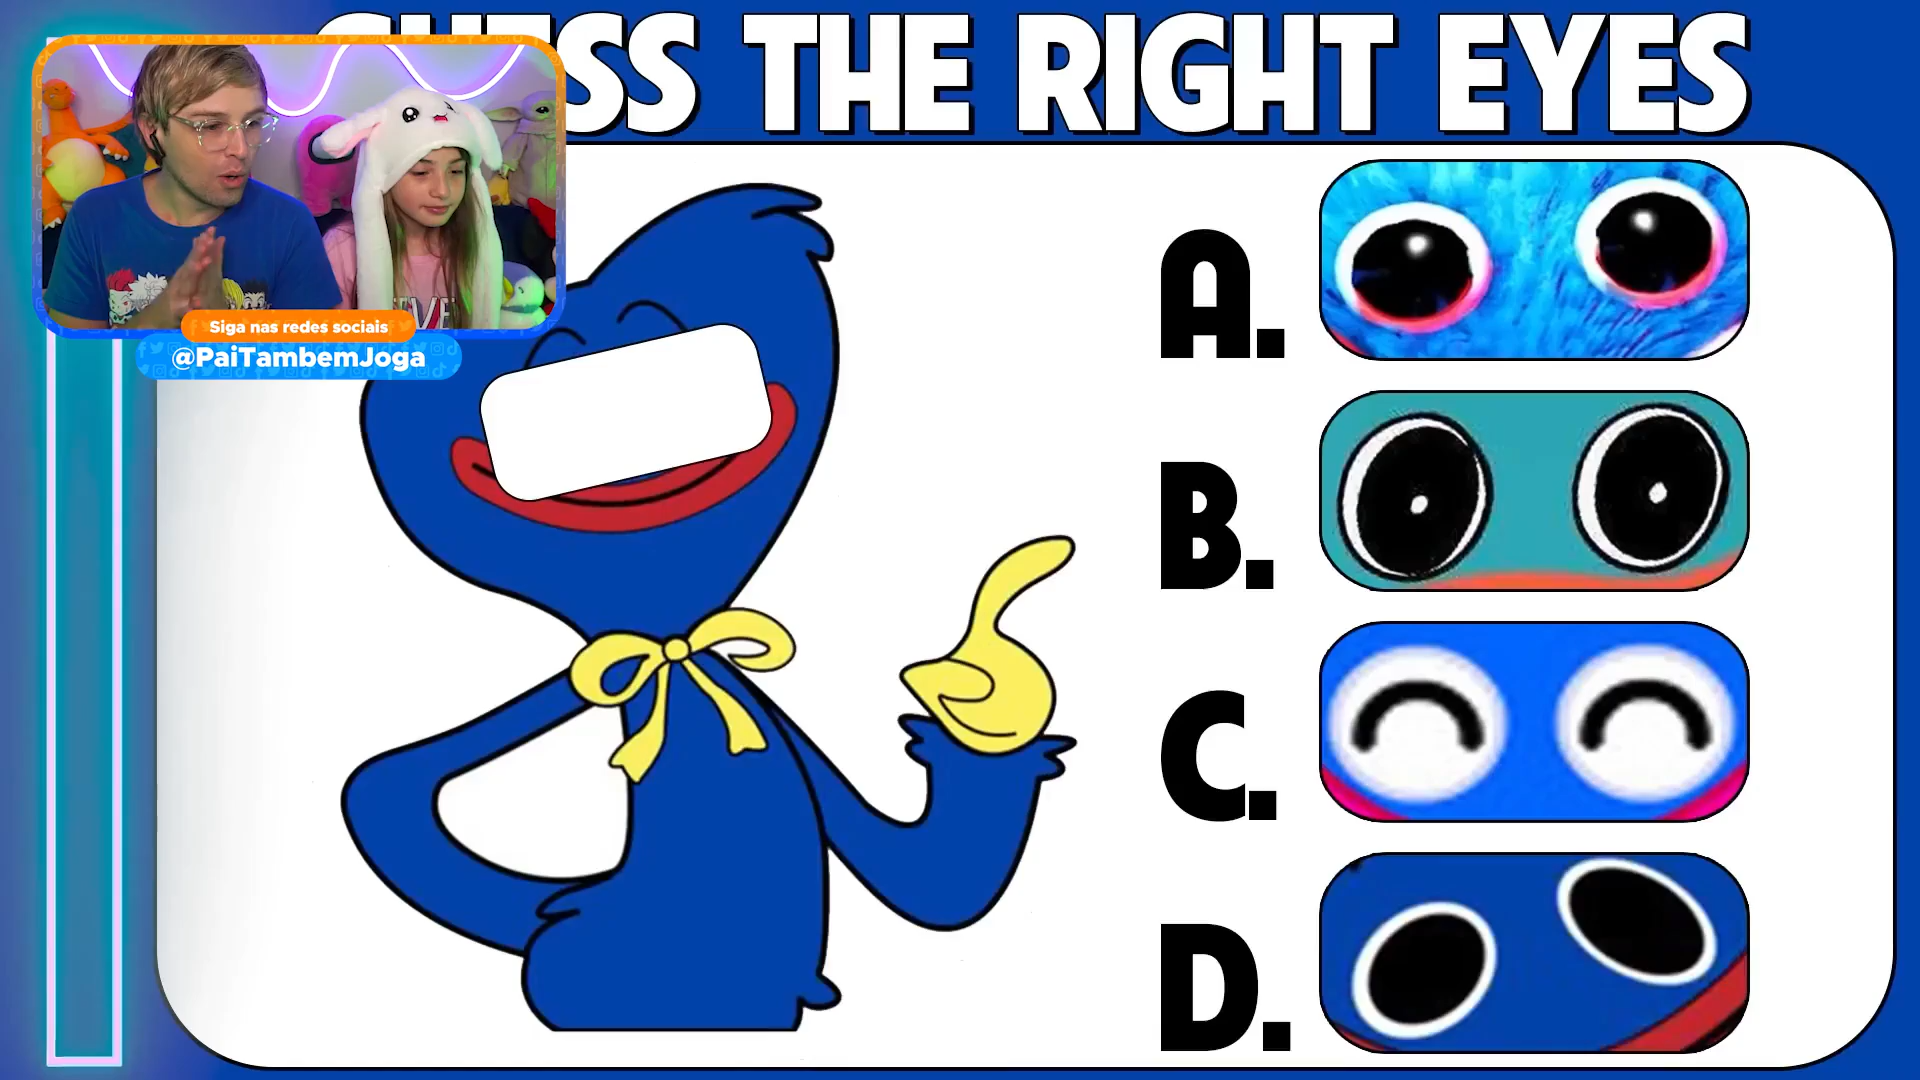 SS THE RIGHT EYES
Siga nas redes sociais
@PaiTambemJoga
A.
B.
C.
D.